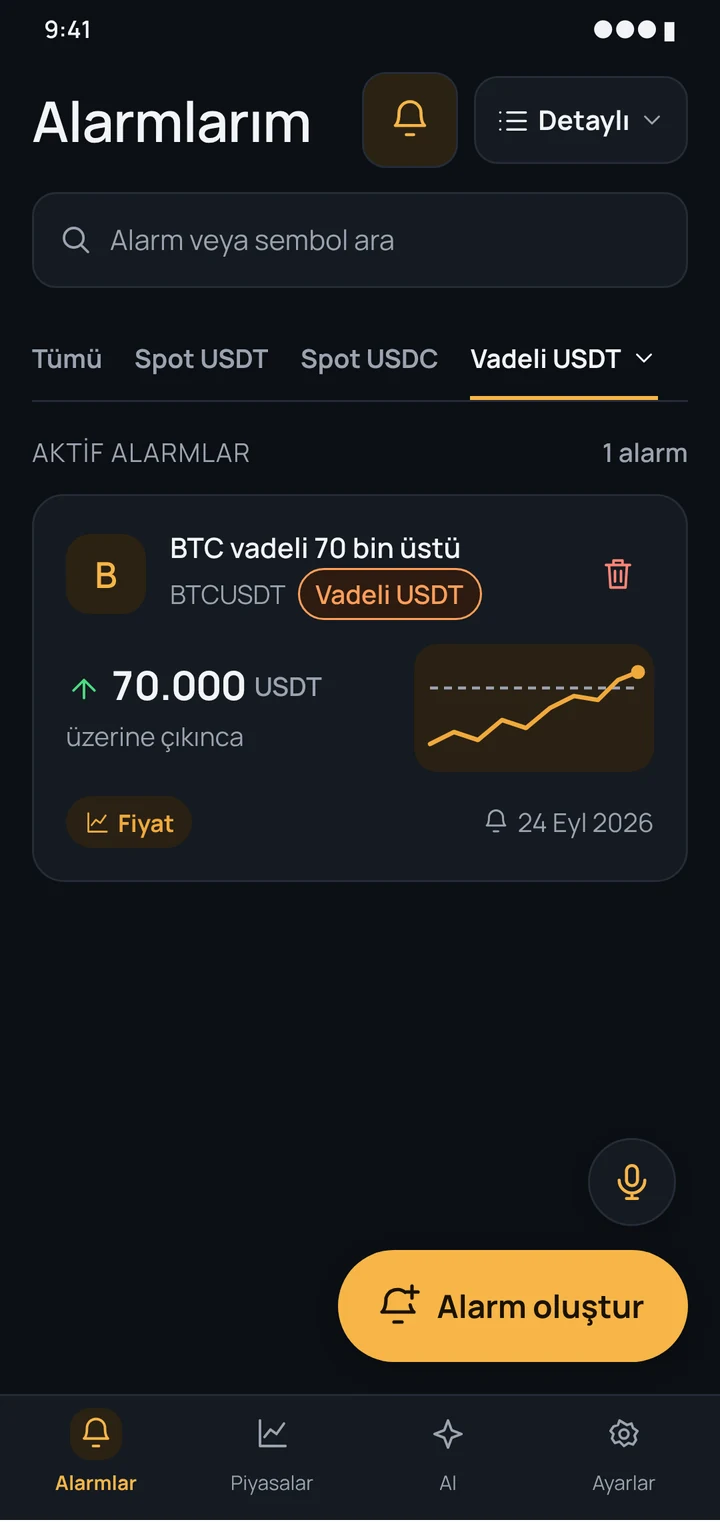 9:41
Alarmlarım
Detaylı
Alarm veya sembol ara
Tümü Spot USDT Spot USDC Vadeli USDT
AKTİF ALARMLAR 1 alarm
B
BTC vadeli 70 bin üstü
BTCUSDT Vadeli USDT
70.000 USDT
üzerine çıkınca
Fiyat 24 Eyl 2026
Alarm oluştur
Alarmlar Piyasalar AI Ayarlar